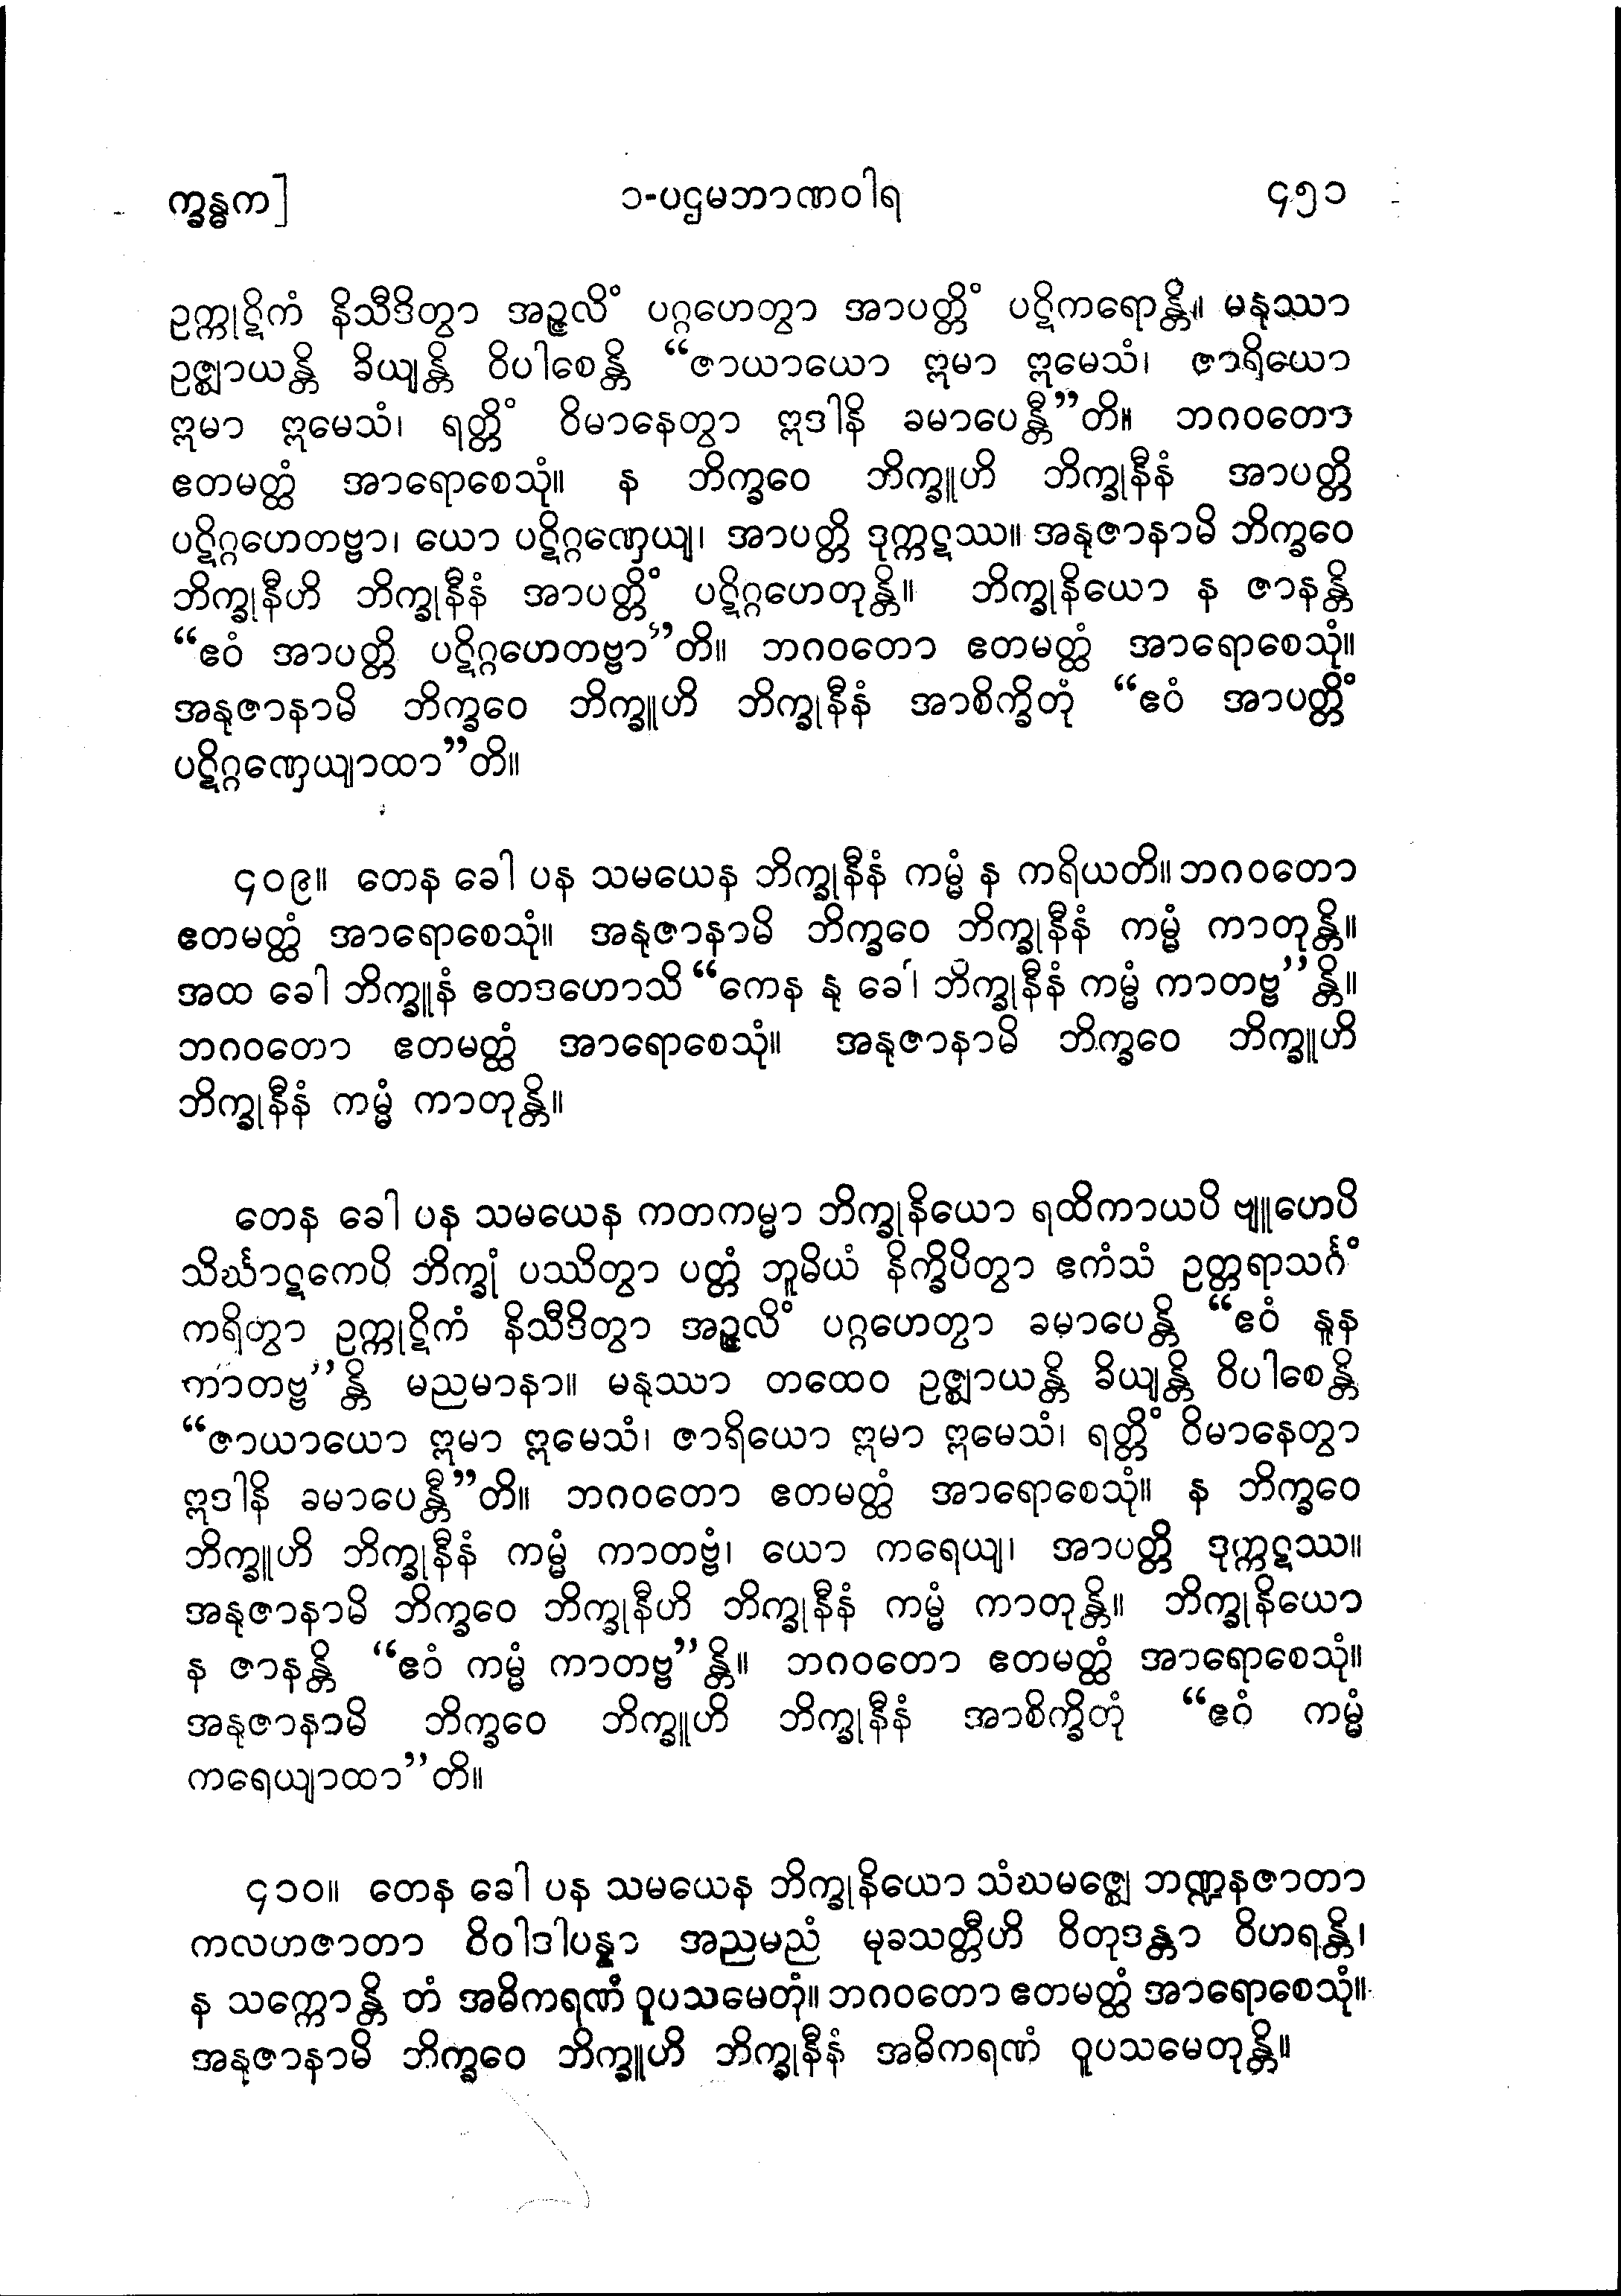 က္ခန္ဓက]
၁-ပဌမဘာဏဝါရ
၄၅၁
ဥက္ကုဋိကံ နိသီဒိတွာ အဉ္ဇလိံ ပဂ္ဂဟေတွာ အာပတ္တိံ ပဋိကရောန္တိ။ မနုဿာ
ဥဇ္ဈာယန္တိ ခိယျန္တိ ဝိပါစေန္တိ “ဇာယာယော ဣမာ ဣမေသံ၊ ဇာရိယော
ဣမာ ဣမေသံ၊ ရတ္တိံ ဝိမာနေတွာ ဣဒါနိ ခမာပေန္တီ”တိ။ ဘဂဝတော
ဧတမတ္ထံ အာရောစေသုံ။ န ဘိက္ခဝေ ဘိက္ခူဟိ ဘိက္ခုနီနံ အာပတ္တိ
ပဋိဂ္ဂဟေတဗ္ဗာ၊ ယော ပဋိဂ္ဂဏှေယျ၊ အာပတ္တိ ဒုက္ကဋဿ။ အနုဇာနာမိ ဘိက္ခဝေ
ဘိက္ခုနီဟိ ဘိက္ခုနီနံ အာပတ္တိံ ပဋိဂ္ဂဟေတုန္တိ။ ဘိက္ခုနိယော န ဇာနန္တိ
“ဧဝံ အာပတ္တိ ပဋိဂ္ဂဟေတဗ္ဗာ”တိ။ ဘဂဝတော ဧတမတ္ထံ အာရောစေသုံ။
အနုဇာနာမိ ဘိက္ခဝေ ဘိက္ခူဟိ ဘိက္ခုနီနံ အာစိက္ခိတုံ “ဧဝံ အာပတ္တိံ
ပဋိဂ္ဂဏှေယျာထာ”တိ။
၄၀၉။ တေန ခေါ ပန သမယေန ဘိက္ခုနီနံ ကမ္မံ န ကရိယတိ။ ဘဂဝတော
ဧတမတ္ထံ အာရောစေသုံ။ အနုဇာနာမိ ဘိက္ခဝေ ဘိက္ခုနီနံ ကမ္မံ ကာတုန္တိ။
အထ ခေါ ဘိက္ခူနံ ဧတဒဟောသိ “ကေန နု ခေါ ဘိက္ခုနီနံ ကမ္မံ ကာတဗ္ဗ”န္တိ။
ဘဂဝတော ဧတမတ္ထံ အာရောစေသုံ။ အနုဇာနာမိ ဘိက္ခဝေ ဘိက္ခူဟိ
ဘိက္ခုနီနံ ကမ္မံ ကာတုန္တိ။
တေန ခေါ ပန သမယေန ကတကမ္မာ ဘိက္ခုနိယော ရထိကာယပိ ဗျူဟေပိ
သိင်္ဃာဋကေပိ ဘိက္ခုံ ပဿိတွာ ပတ္တံ ဘူမိယံ နိက္ခိပိတွာ ဧကံသံ ဥတ္တရာသင်္ဂံ
ကရိတွာ ဥက္ကုဋိကံ နိသီဒိတွာ အဉ္ဇလိံ ပဂ္ဂဟေတွာ ခမာပေန္တိ “ဧဝံ နူန
ကာတဗ္ဗ”န္တိ မညမာနာ။ မနုဿာ တထေဝ ဥဇ္ဈာယန္တိ ခိယျန္တိ ဝိပါစေန္တိ
“ဇာယာယော ဣမာ ဣမေသံ၊ ဇာရိယော ဣမာ ဣမေသံ၊ ရတ္တိံ ဝိမာနေတွာ
ဣဒါနိ ခမာပေန္တီ”တိ။ ဘဂဝတော ဧတမတ္ထံ အာရောစေသုံ။ န ဘိက္ခဝေ
ဘိက္ခူဟိ ဘိက္ခုနီနံ ကမ္မံ ကာတဗ္ဗံ၊ ယော ကရေယျ၊ အာပတ္တိ ဒုက္ကဋဿ။
အနုဇာနာမိ ဘိက္ခဝေ ဘိက္ခုနီဟိ ဘိက္ခုနီနံ ကမ္မံ ကာတုန္တိ။ ဘိက္ခုနိယော
န ဇာနန္တိ “ဧဝံ ကမ္မံ ကာတဗ္ဗ”န္တိ။ ဘဂဝတော ဧတမတ္ထံ အာရောစေသုံ။
အနုဇာနာမိ ဘိက္ခဝေ ဘိက္ခူဟိ ဘိက္ခုနီနံ အာစိက္ခိတုံ “ဧဝံ ကမ္မံ
ကရေယျာထာ”တိ။
၄၁၀။ တေန ခေါ ပန သမယေန ဘိက္ခုနိယော သံဃမဇ္ဈေ ဘဏ္ဍနဇာတာ
ကလဟဇာတာ ဝိဝါဒါပန္နာ အညမညံ မုခသတ္တီဟိ ဝိတုဒန္တာ ဝိဟရန္တိ၊
န သက္ကောန္တိ တံ အဓိကရဏံ ဝူပသမေတုံ။ ဘဂဝတော ဧတမတ္ထံ အာရောစေသုံ။
အနုဇာနာမိ ဘိက္ခဝေ ဘိက္ခူဟိ ဘိက္ခုနီနံ အဓိကရဏံ ဝူပသမေတုန္တိ။